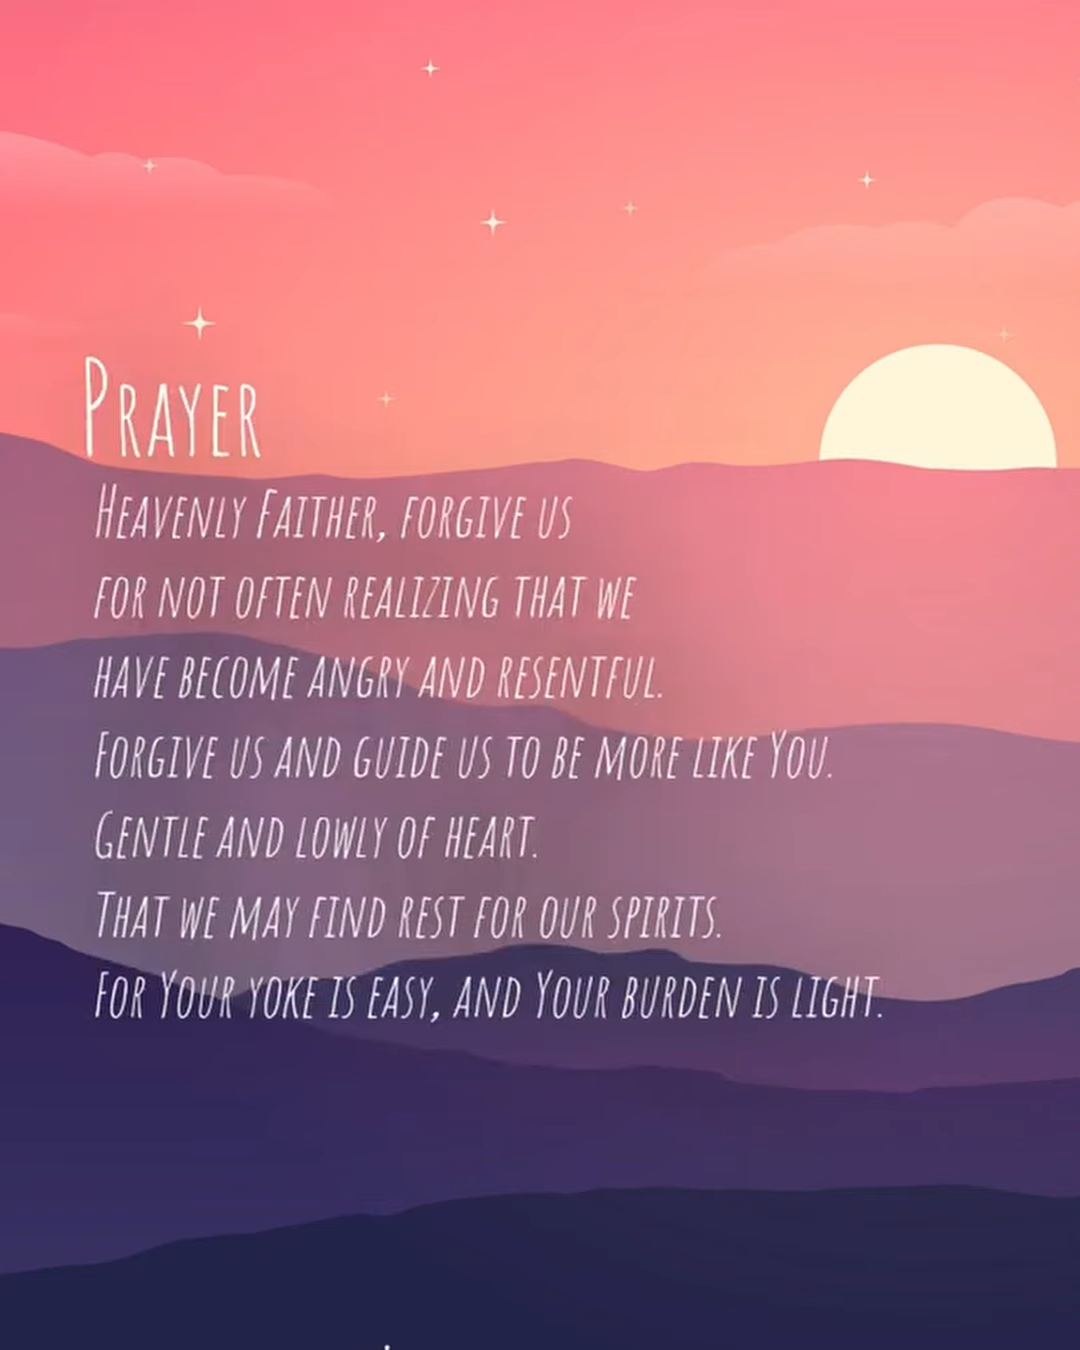 Prayer
Heavenly Faither, forgive us
for not often realizing that we
have become angry and resentful.
Forgive us and guide us to be more like You.
Gentle and lowly of heart.
That we may find rest for our spirits.
For Your yoke is easy, and Your burden is light.